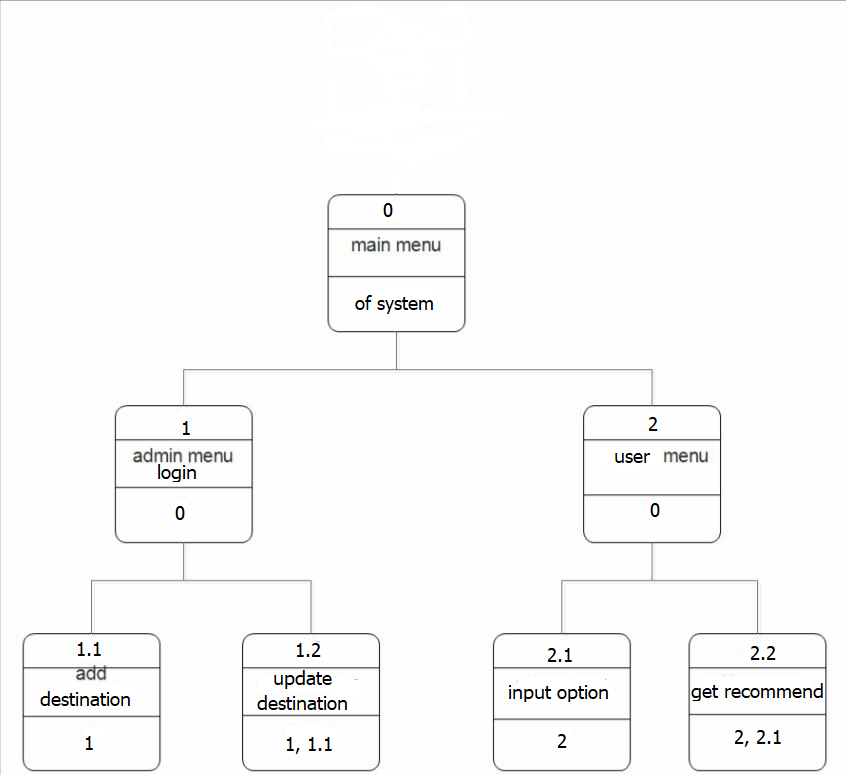 0
main menu
of system
1
admin menu
login
0
2
user menu
0
1.1
add
destination
1
1.2
update
destination
1, 1.1
2.1
input option
2
2.2
get recommend
2, 2.1